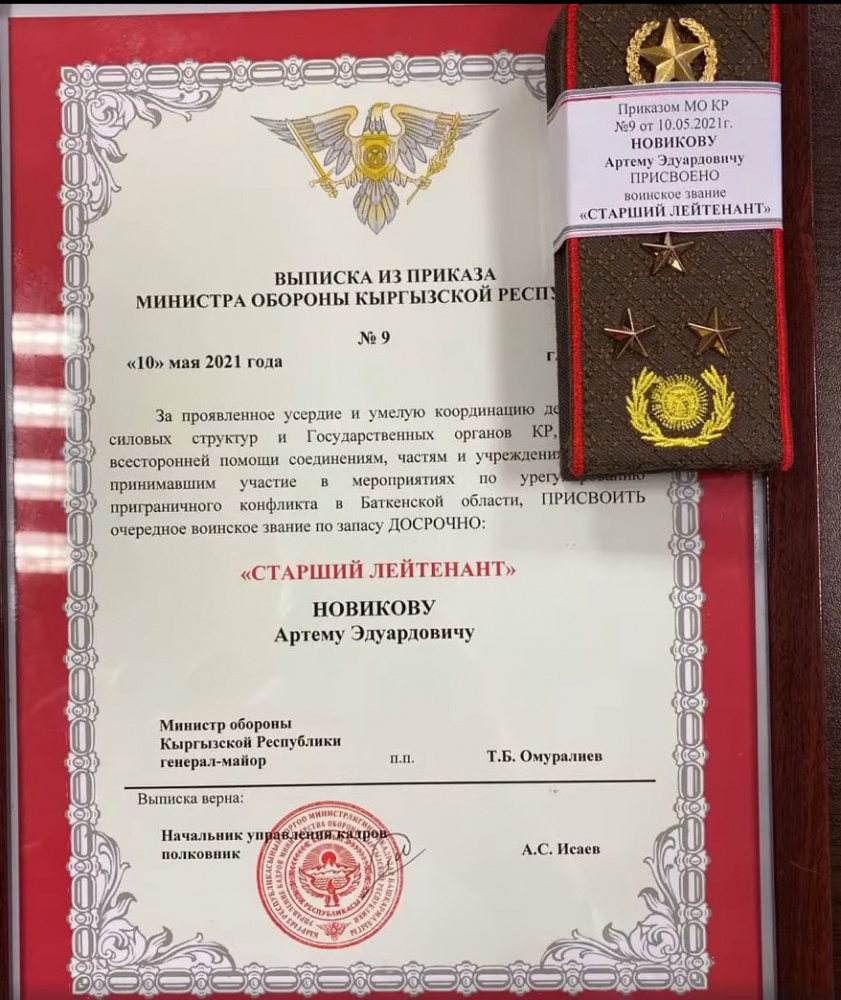 Приказом МО КР
№9 от 10.05.2021г.
НОВИКОВУ
Артему Эдуардовичу
ПРИСВОЕНО
воинское звание
«СТАРШИЙ ЛЕЙТЕНАНТ»
ВЫПИСКА ИЗ ПРИКАЗА
МИНИСТРА ОБОРОНЫ КЫРГЫЗСКОЙ
№ 9
«10» мая 2021 года
г.
За проявленное усердие и умелую координацию
силовых структур и Государственных органов КР,
всесторонней помощи соединениям, частям и
принимавшим участие в мероприятиях по
приграничного конфликта в Баткенской области, ПРИСВОИТЬ
очередное воинское звание по запасу ДОСРОЧНО:
«СТАРШИЙ ЛЕЙТЕНАНТ»
НОВИКОВУ
Артему Эдуардовичу
Министр обороны
Кыргызской Республики
генерал-майор п.п. Т.Б. Омуралиев
Выписка верна:
Начальник управления кадров
полковник А.С. Исаев